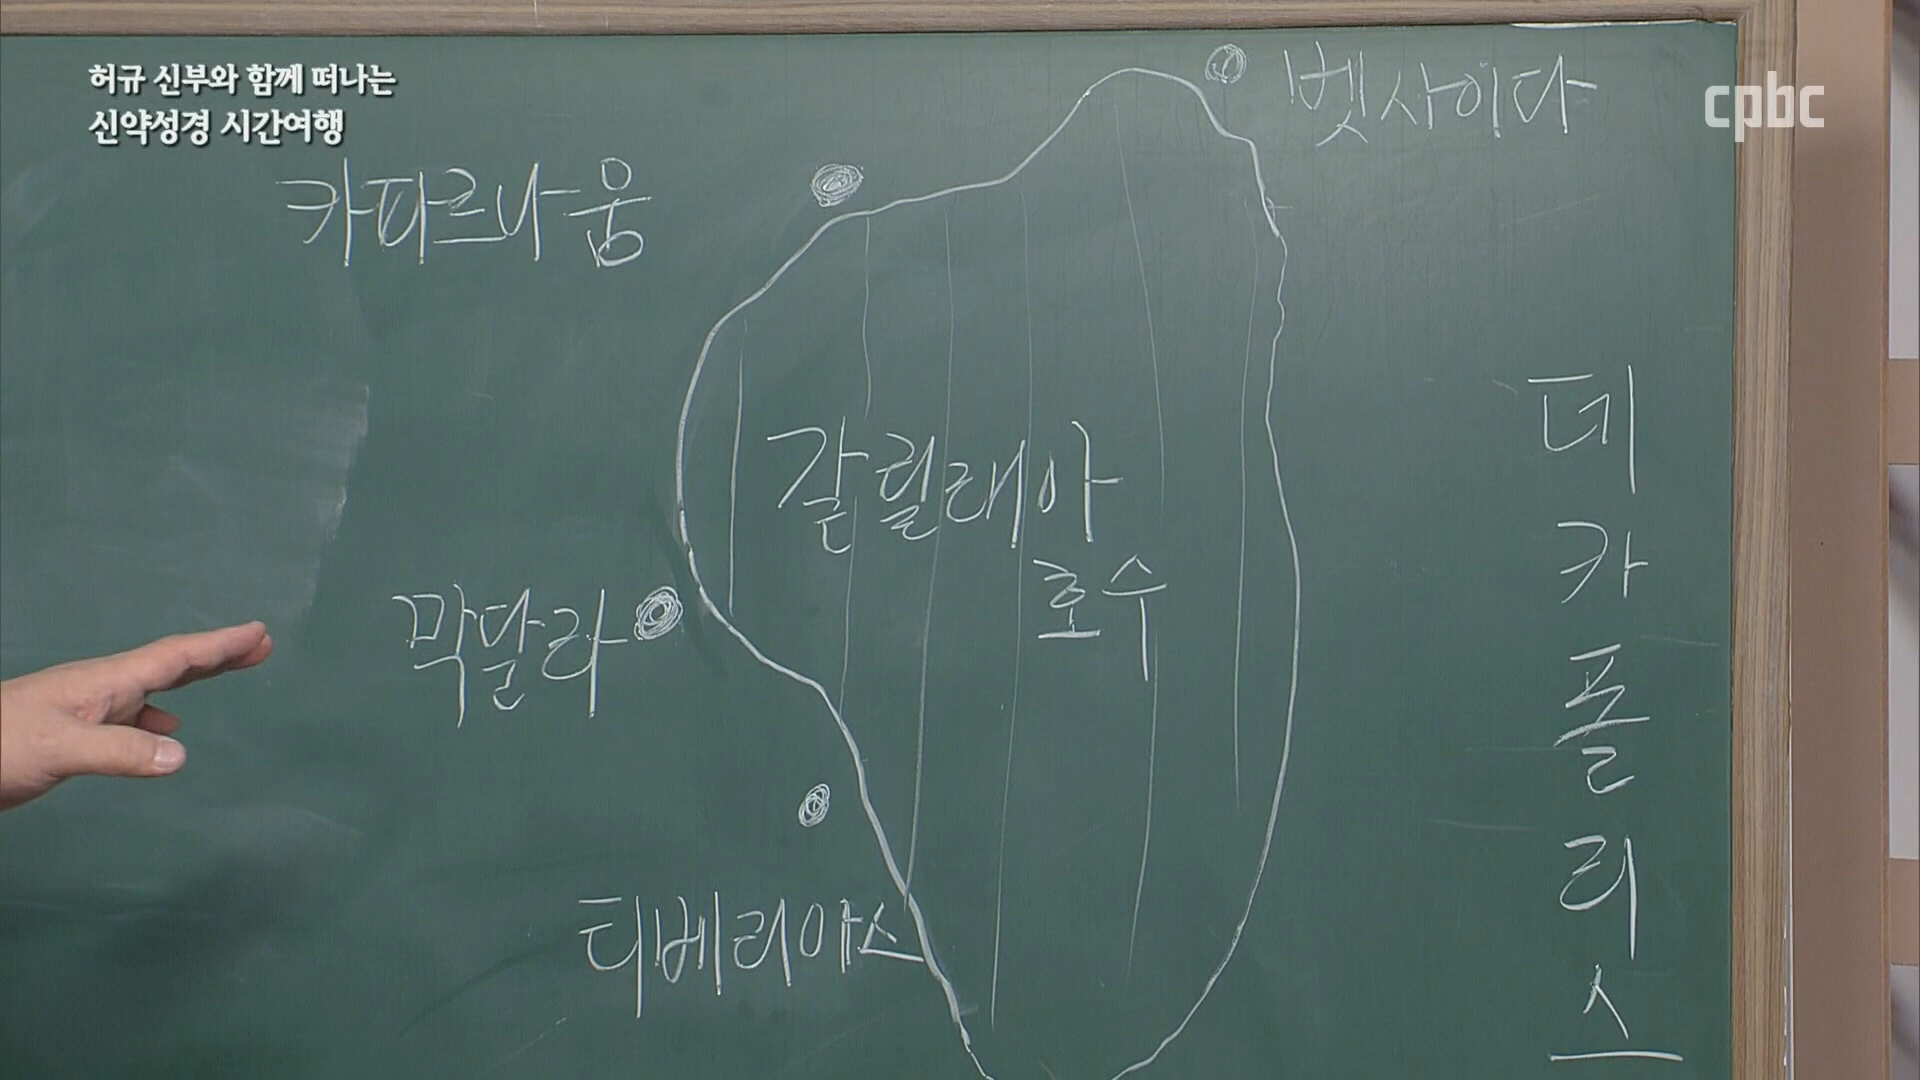 허규 신부와 함께 떠나는
신약성경 시간여행
cpbc
벳사이다
카파르나움
갈릴래아
호수
데카폴리스
막달라
티베리아스